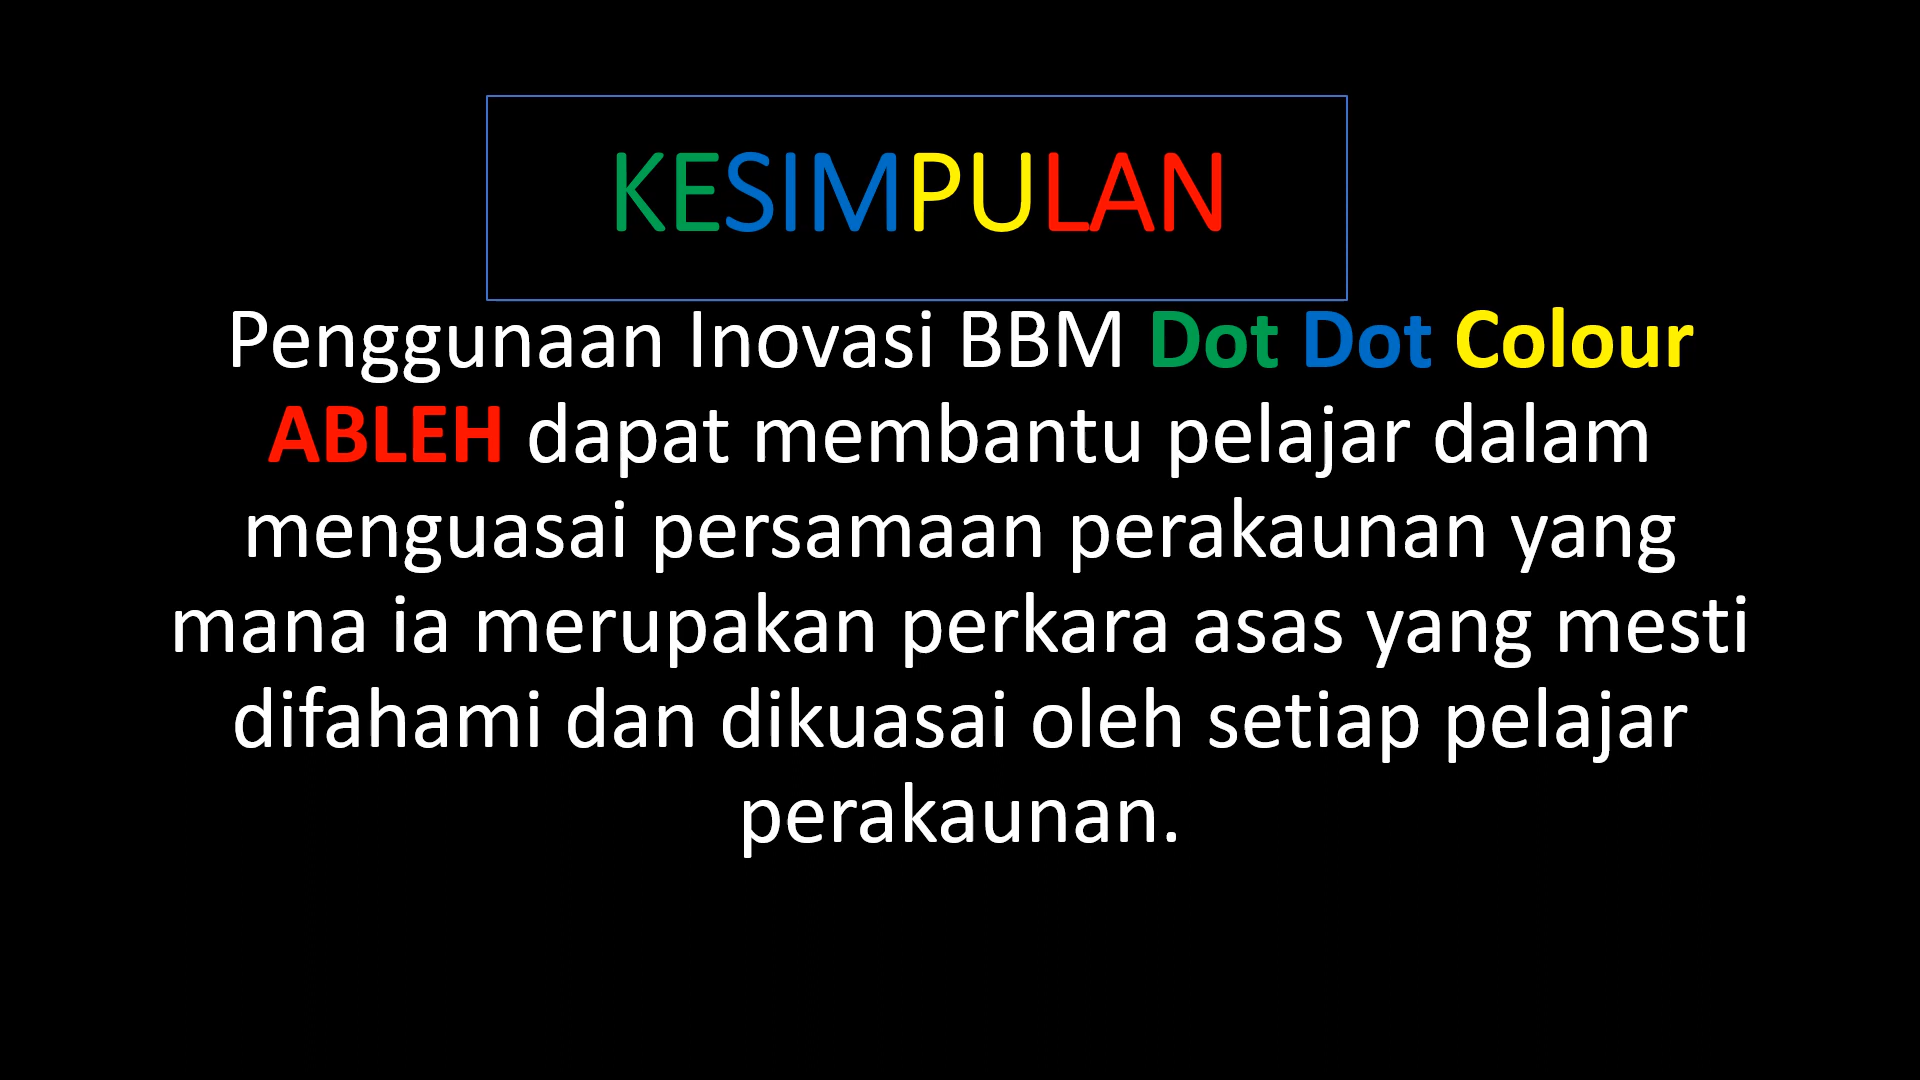 KESIMPULAN
Penggunaan Inovasi BBM Dot Dot Colour
ABLEH dapat membantu pelajar dalam
menguasai persamaan perakaunan yang
mana ia merupakan perkara asas yang mesti
difahami dan dikuasai oleh setiap pelajar
perakaunan.